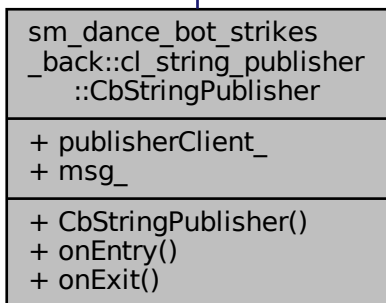 sm_dance_bot_strikes
_back::cl_string_publisher
::CbStringPublisher
+ publisherClient_
+ msg_
+ CbStringPublisher()
+ onEntry()
+ onExit()